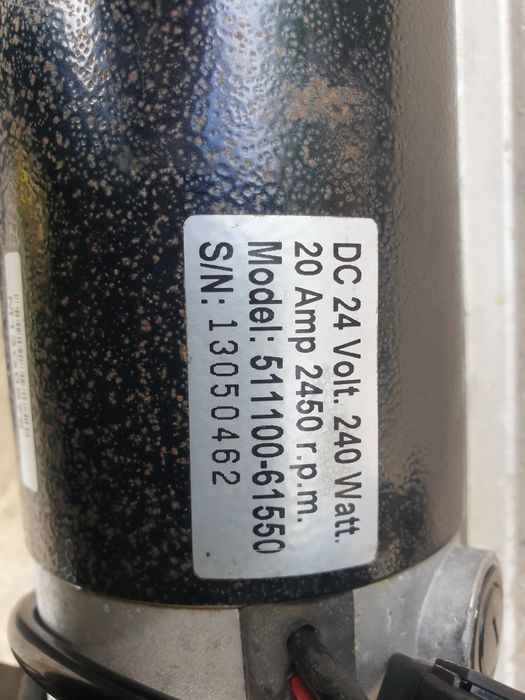 DC 24 Volt. 240 Watt.
20 Amp 2450 r.p.m.
Model: 511100-61550
S/N: 13050462